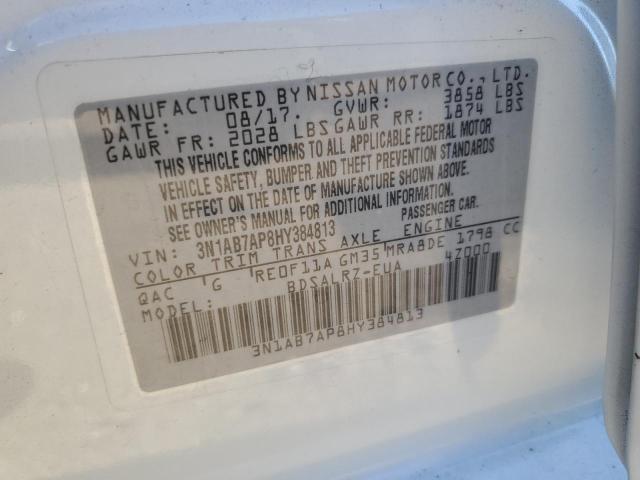 MANUFACTURED BY NISSAN MOTOR CO., LTD.
DATE: 08/17. GVWR: 3858 LBS
GAWR FR: 2028 LBS GAWR RR: 1874 LBS
THIS VEHICLE CONFORMS TO ALL APPLICABLE FEDERAL MOTOR
VEHICLE SAFETY, BUMPER, AND THEFT PREVENTION STANDARDS
IN EFFECT ON THE DATE OF MANUFACTURE SHOWN ABOVE.
SEE OWNER'S MANUAL FOR ADDITIONAL INFORMATION.
VIN: 3N1AB7AP8HY384813 PASSENGER CAR.
COLOR TRIM TRANS AXLE ENGINE
QAC G RE0F11A GM35 MRA8DE 1798 CC
MODEL: BDSALRZ-EUA 4Z000
3N1AB7AP8HY384813